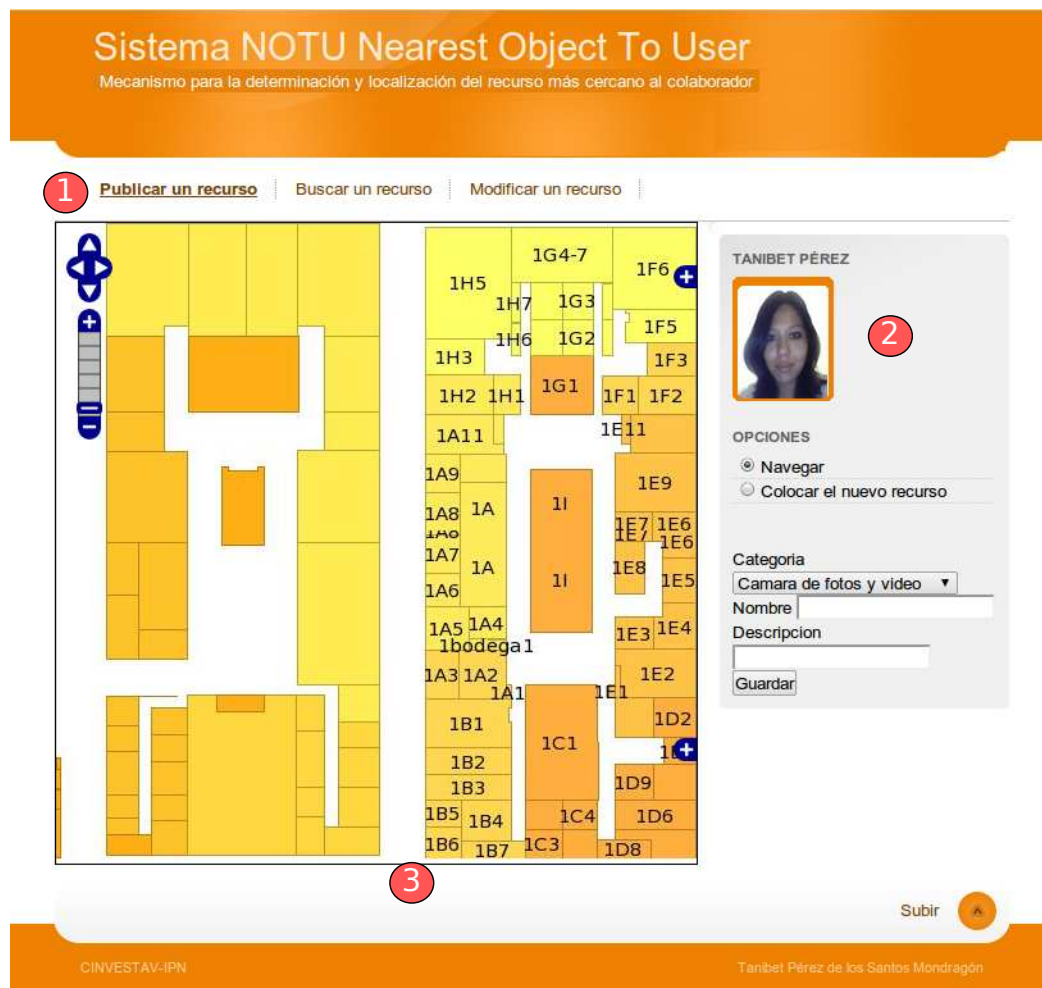 Sistema NOTU Nearest Object To User
Mecanismo para la determinación y localización del recurso más cercano al colaborador
1
Publicar un recurso
Buscar un recurso
Modificar un recurso
1G4-7
1F6
1H5
1H7
1G3
1F5
1H6
1G2
1H3
1F3
1G1
1H2
1H1
1F1
1F2
1A11
1E11
1A9
1E9
1A8
1A
1I
1E7
1E6
1A8
1E7
1E6
1A7
1A
1I
1E8
1E5
1A6
1A5
1A4
1E3
1E4
1bodega1
1A3
1A2
1E2
1A1
1E1
1B1
1D2
1C1
1B2
1B3
1D9
1B5
1B4
1C4
1D6
1B6
1B7
1C3
1D8
TANIBET PÉREZ
2
OPCIONES
Navegar
Colocar el nuevo recurso
Categoria
Camara de fotos y video
Nombre
Descripcion
Guardar
3
Subir
CINVESTAV-IPN
Tanibet Pérez de los Santos Mondragón